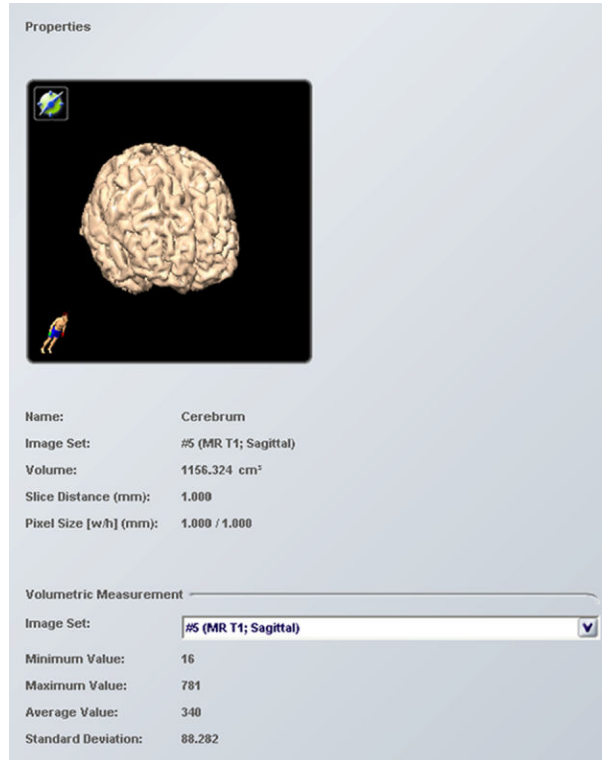 Properties
Name: Cerebrum
Image Set: #5 (MR T1; Sagittal)
Volume: 1156.324 cm³
Slice Distance (mm): 1.000
Pixel Size [w/h] (mm): 1.000 / 1.000
Volumetric Measurement
Image Set: #5 (MR T1; Sagittal)
Minimum Value: 16
Maximum Value: 781
Average Value: 340
Standard Deviation: 88.282